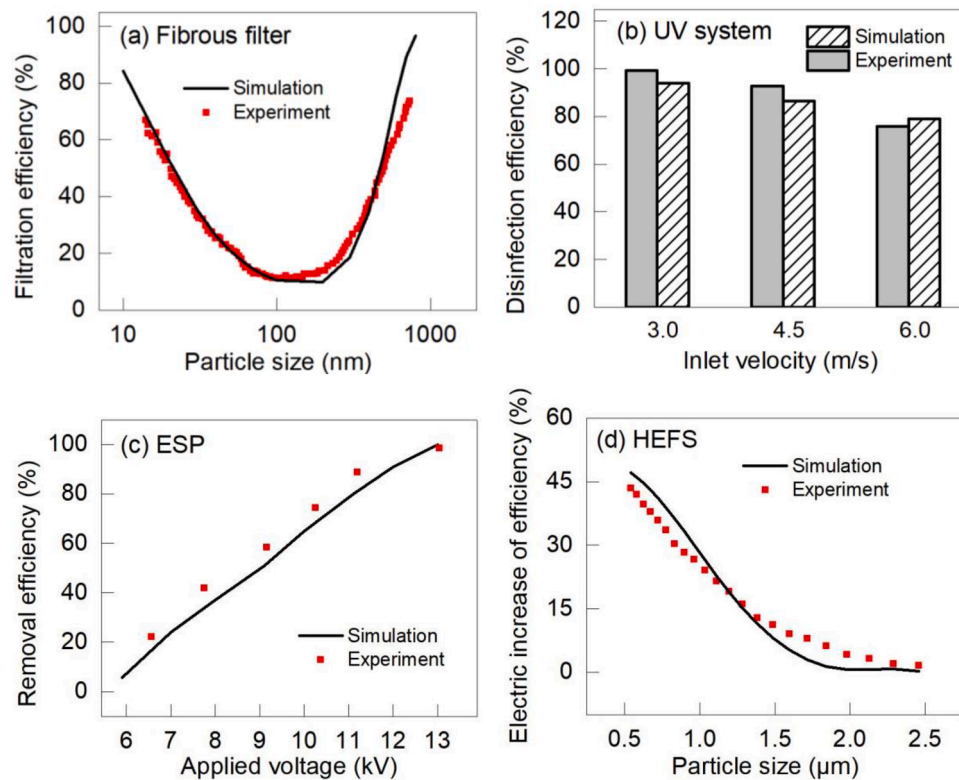 (a) Fibrous filter
Simulation
Experiment
Filtration efficiency (%)
100
80
60
40
20
0
10
100
1000
Particle size (nm)
(b) UV system
Simulation
Experiment
Disinfection efficiency (%)
120
100
80
60
40
20
0
3.0
4.5
6.0
Inlet velocity (m/s)
(c) ESP
Simulation
Experiment
Removal efficiency (%)
100
80
60
40
20
0
6 7 8 9 10 11 12 13
Applied voltage (kV)
(d) HEFS
Simulation
Experiment
Electric increase of efficiency (%)
60
45
30
15
0
0.5 1.0 1.5 2.0 2.5
Particle size (μm)